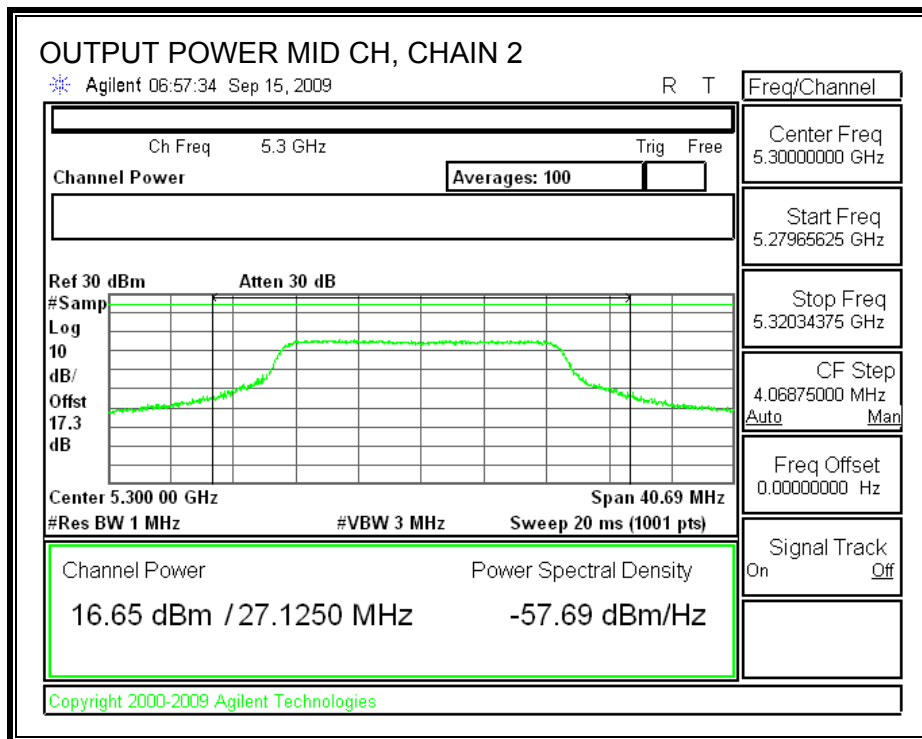 OUTPUT POWER MID CH, CHAIN 2
Agilent 06:57:34 Sep 15, 2009 R T
Freq/Channel
Ch Freq 5.3 GHz Trig Free
Channel Power Averages: 100
Ref 30 dBm Atten 30 dB
#Samp
Log
10
dB/
Offst
17.3
dB
Center 5.300 00 GHz Span 40.69 MHz
#Res BW 1 MHz #VBW 3 MHz Sweep 20 ms (1001 pts)
Channel Power Power Spectral Density
16.65 dBm / 27.1250 MHz -57.69 dBm/Hz
Center Freq
5.30000000 GHz
Start Freq
5.27965625 GHz
Stop Freq
5.32034375 GHz
CF Step
4.06875000 MHz
Auto Man
Freq Offset
0.00000000 Hz
Signal Track
On Off
Copyright 2000-2009 Agilent Technologies